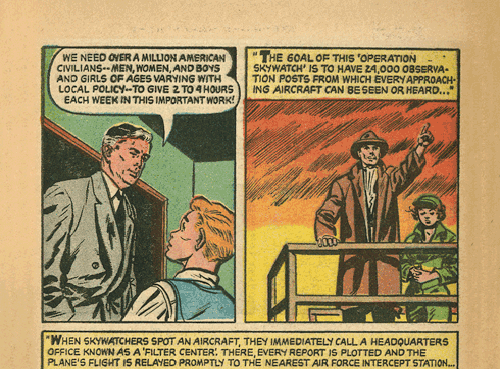 WE NEED OVER A MILLION AMERICAN
CIVILIANS--MEN, WOMEN, AND BOYS
AND GIRLS OF AGES VARYING WITH
LOCAL POLICY--TO GIVE 2 TO 4 HOURS
EACH WEEK IN THIS IMPORTANT WORK!
"THE GOAL OF THIS 'OPERATION
SKYWATCH' IS TO HAVE 24,000 OBSERVA-
TION POSTS FROM WHICH EVERY APPROACH-
ING AIRCRAFT CAN BE SEEN OR HEARD..."
"WHEN SKYWATCHERS SPOT AN AIRCRAFT, THEY IMMEDIATELY CALL A HEADQUARTERS
OFFICE KNOWN AS A 'FILTER CENTER.' THERE, EVERY REPORT IS PLOTTED AND THE
PLANE'S FLIGHT IS RELAYED PROMPTLY TO THE NEAREST AIR FORCE INTERCEPT STATION...